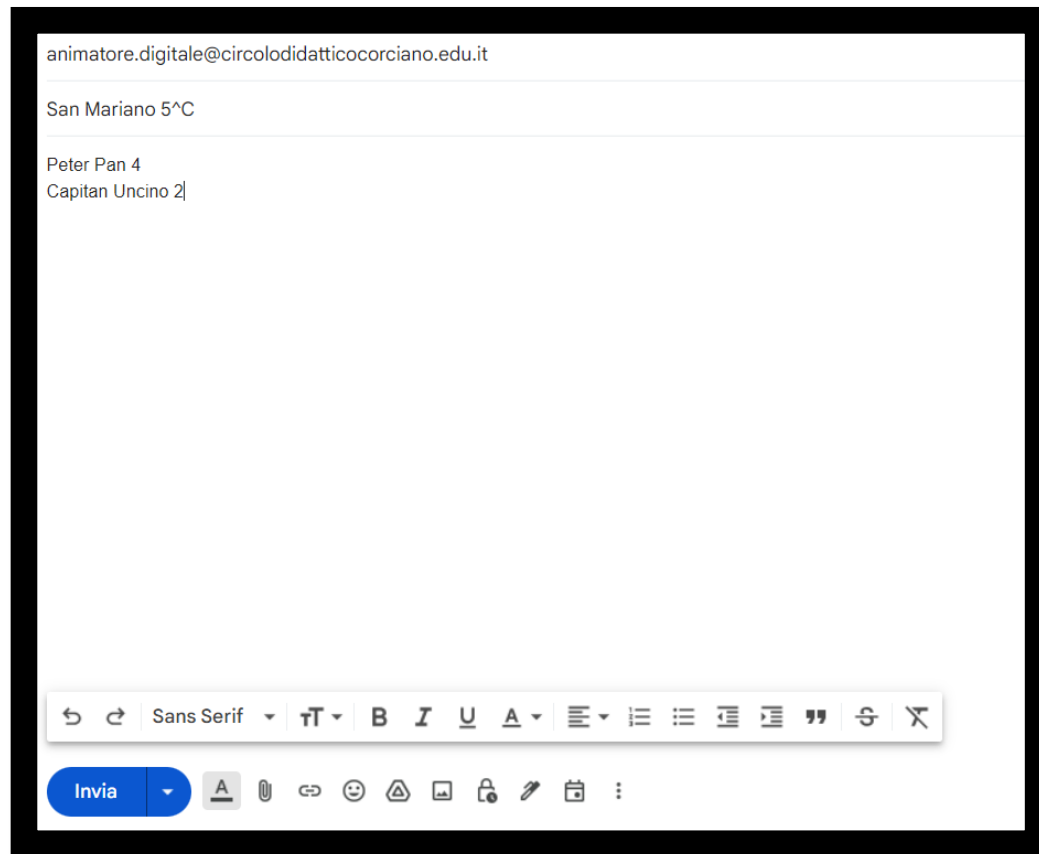 animatore.digitale@circolodidatticocorciano.edu.it
San Mariano 5^C
Peter Pan 4
Capitan Uncino 2
Sans Serif
Invia